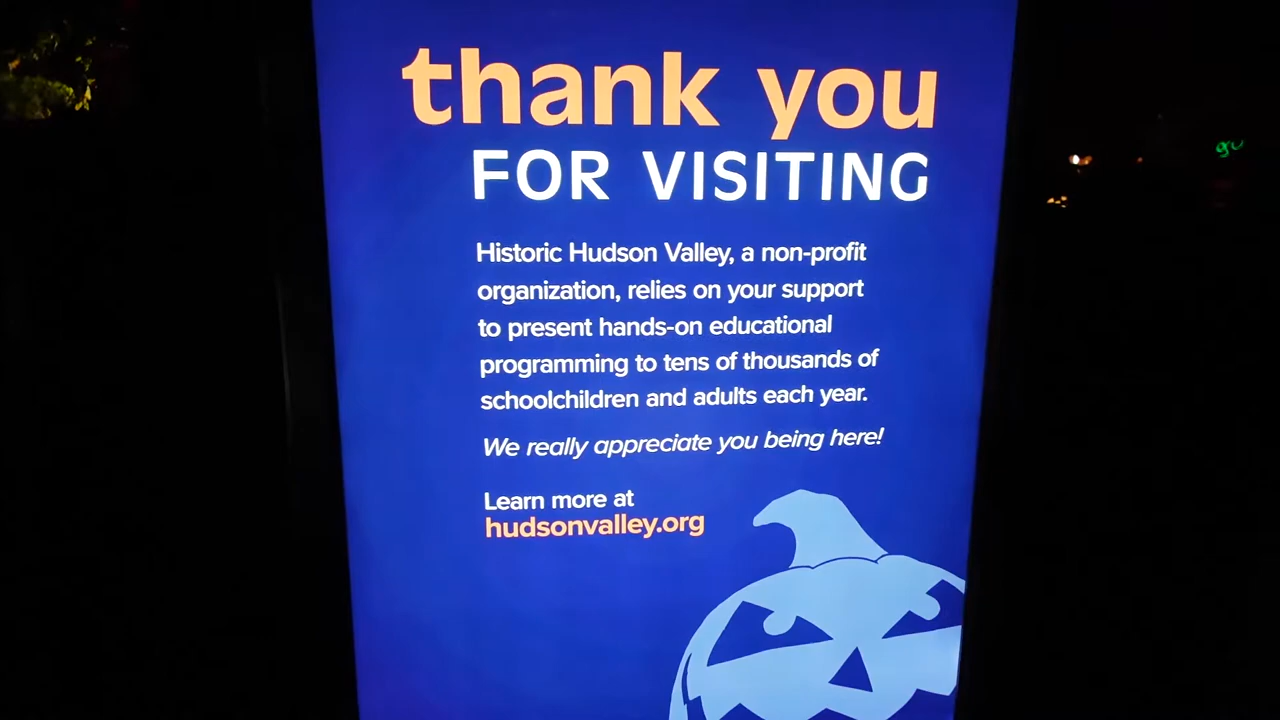 thank you
FOR VISITING
Historic Hudson Valley, a non-profit
organization, relies on your support
to present hands-on educational
programming to tens of thousands of
schoolchildren and adults each year.
We really appreciate you being here!
Learn more at
hudsonvalley.org